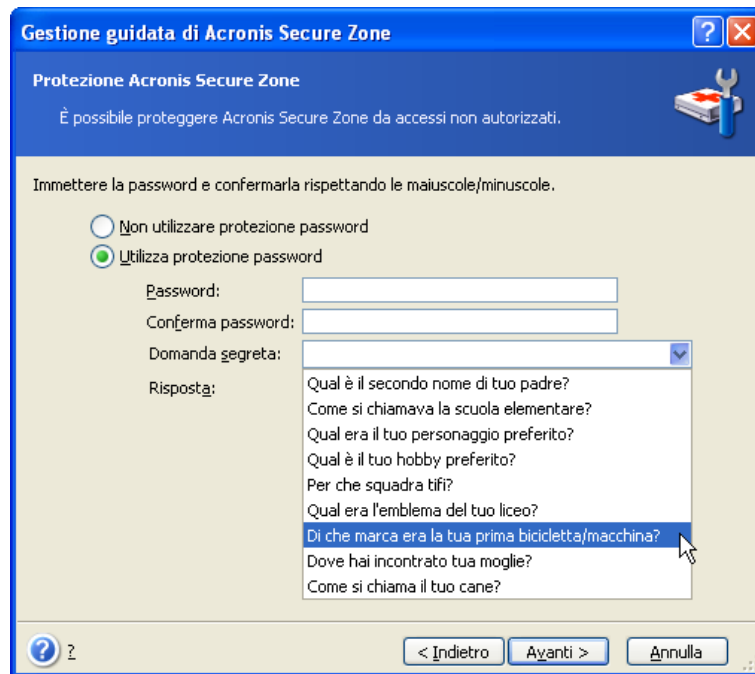 Gestione guidata di Acronis Secure Zone
Protezione Acronis Secure Zone
È possibile proteggere Acronis Secure Zone da accessi non autorizzati.
Immettere la password e confermarla rispettando le maiuscole/minuscole.
Non utilizzare protezione password
Utilizza protezione password
Password:
Conferma password:
Domanda segreta:
Risposta:
Qual è il secondo nome di tuo padre?
Come si chiamava la scuola elementare?
Qual era il tuo personaggio preferito?
Qual è il tuo hobby preferito?
Per che squadra tifi?
Qual era l'emblema del tuo liceo?
Di che marca era la tua prima bicicletta/macchina?
Dove hai incontrato tua moglie?
Come si chiama il tuo cane?
? < Indietro Avanti > Annulla